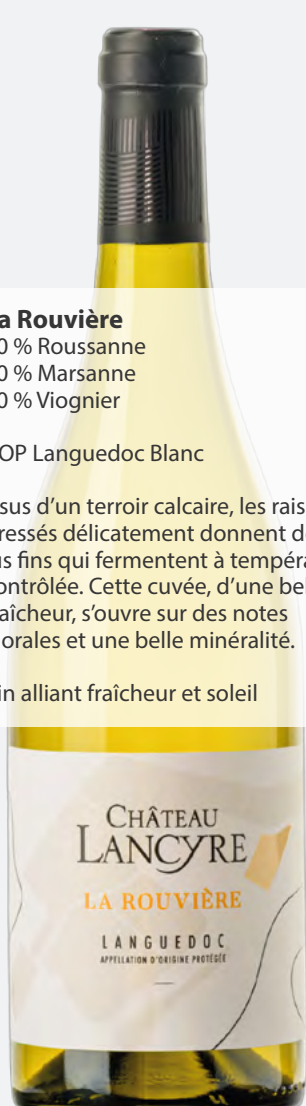 a Rouvière
0 % Roussanne
0 % Marsanne
0 % Viognier
OP Languedoc Blanc
sus d'un terroir calcaire, les rais
ressés délicatement donnent d
us fins qui fermentent à tempéra
ontrôlée. Cette cuvée, d'une bel
aîcheur, s'ouvre sur des notes
orales et une belle minéralité.
in alliant fraîcheur et soleil
CHÂTEAU
LANCYRE
LA ROUVIÈRE
LANGUEDOC
APPELLATION D'ORIGINE PROTÉGÉE